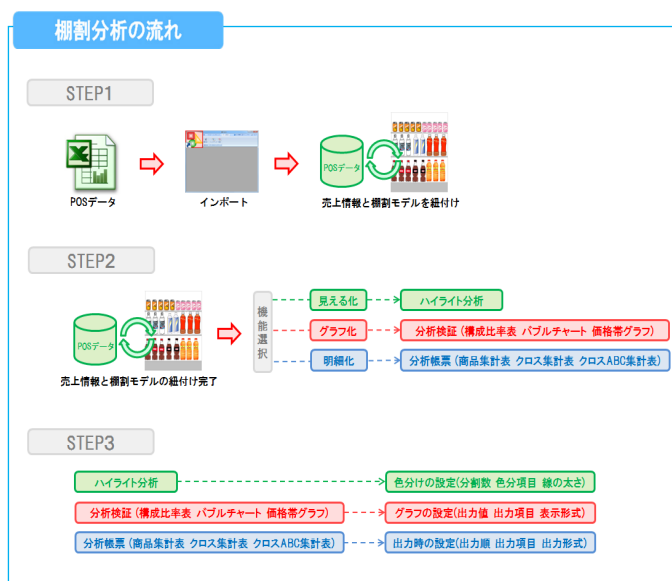 棚割分析の流れ
STEP1
POSデータ
POSデータ
インポート
売上情報と棚割モデルを紐付け
STEP2
POSデータ
売上情報と棚割モデルの紐付け完了
機能選択
見える化
ハイライト分析
グラフ化
分析検証(構成比率表 バブルチャート 価格帯グラフ)
明細化
分析帳票(商品集計表 クロス集計表 クロスABC集計表)
STEP3
ハイライト分析
色分けの設定(分割数 色分項目 線の太さ)
分析検証(構成比率表 バブルチャート 価格帯グラフ)
グラフの設定(出力値 出力項目 表示形式)
分析帳票(商品集計表 クロス集計表 クロスABC集計表)
出力時の設定(出力順 出力項目 出力形式)